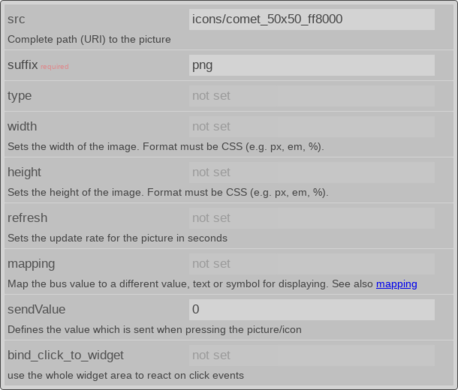 src icons/comet_50x50_ff8000
Complete path (URI) to the picture
suffix required! png
type not set
width not set
Sets the width of the image. Format must be CSS (e.g. px, em, %).
height not set
Sets the height of the image. Format must be CSS (e.g. px, em, %).
refresh not set
Sets the update rate for the picture in seconds
mapping not set
Map the bus value to a different value, text or symbol for displaying. See also mapping
sendValue 0
Defines the value which is sent when pressing the picture/icon
bind_click_to_widget not set
use the whole widget area to react on click events